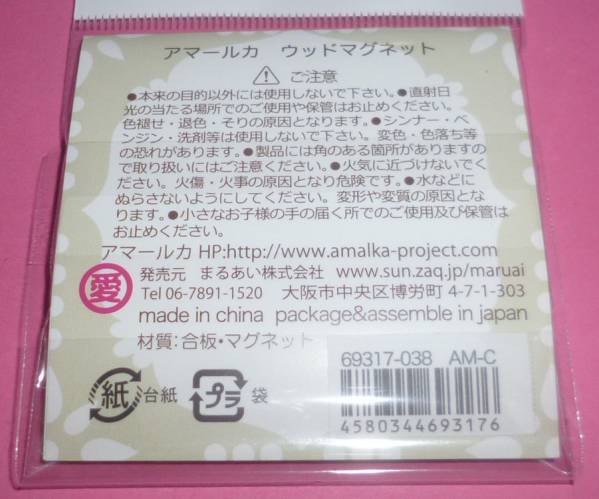 アマールカ　ウッドマグネット
ご注意
●本来の目的以外には使用しないで下さい。●直射日
光の当たる場所でのご使用や保管はお止めください。
色褪せ・退色・そりの原因となります。●シンナー・ベ
ンジン・洗剤等は使用しないで下さい。変色・色落ち等
の恐れがあります。●製品には角のある箇所があります
ので取り扱いにはご注意ください。●火気に近づけないでく
ださい。火傷・火事の原因となり危険です。●水などに
ぬらさないようにしてください。変形や変質の原因とな
ります。●小さなお子様の手の届く所でのご使用及び保管は
お止めください。
アマールカ HP:http://www.amalka-project.com
愛 発売元　まるあい株式会社　www.sun.zaq.jp/maruai
Tel 06-7891-1520　大阪市中央区博労町 4-7-1-303
made in china package&assemble in japan
材質:合板・マグネット
69317-038 AM-C
紙 台紙 プラ 袋
4580344693176